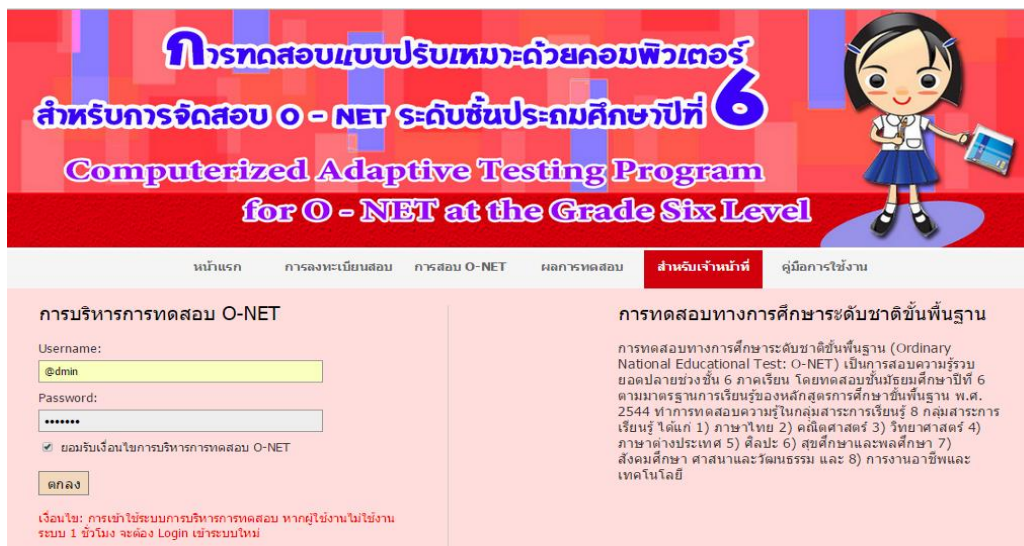 การทดสอบแบบปรับเหมาะด้วยคอมพิวเตอร์
สำหรับการจัดสอบ O - NET ระดับชั้นประถมศึกษาปีที่ 6
Computerized Adaptive Testing Program
for O - NET at the Grade Six Level
หน้าแรก การลงทะเบียนสอบ การสอบ O-NET ผลการทดสอบ สำหรับเจ้าหน้าที่ คู่มือการใช้งาน
การบริหารการทดสอบ O-NET
Username:
@dmin
Password:
•••••••
ยอมรับเงื่อนไขการบริหารการทดสอบ O-NET
ตกลง
เงื่อนไข: การเข้าใช้ระบบการบริหารการทดสอบ หากผู้ใช้งานไม่ใช้งาน
ระบบ 1 ชั่วโมง จะต้อง Login เข้าระบบใหม่
การทดสอบทางการศึกษาระดับชาติขั้นพื้นฐาน
การทดสอบทางการศึกษาระดับชาติขั้นพื้นฐาน (Ordinary
National Educational Test: O-NET) เป็นการสอบความรู้รวบ
ยอดปลายช่วงชั้น 6 ภาคเรียน โดยทดสอบชั้นมัธยมศึกษาปีที่ 6
ตามมาตรฐานการเรียนรู้ของหลักสูตรการศึกษาขั้นพื้นฐาน พ.ศ.
2544 ทำการทดสอบความรู้ในกลุ่มสาระการเรียนรู้ 8 กลุ่มสาระการ
เรียนรู้ ได้แก่ 1) ภาษาไทย 2) คณิตศาสตร์ 3) วิทยาศาสตร์ 4)
ภาษาต่างประเทศ 5) ศิลปะ 6) สุขศึกษาและพลศึกษา 7)
สังคมศึกษา ศาสนาและวัฒนธรรม และ 8) การงานอาชีพและ
เทคโนโลยี